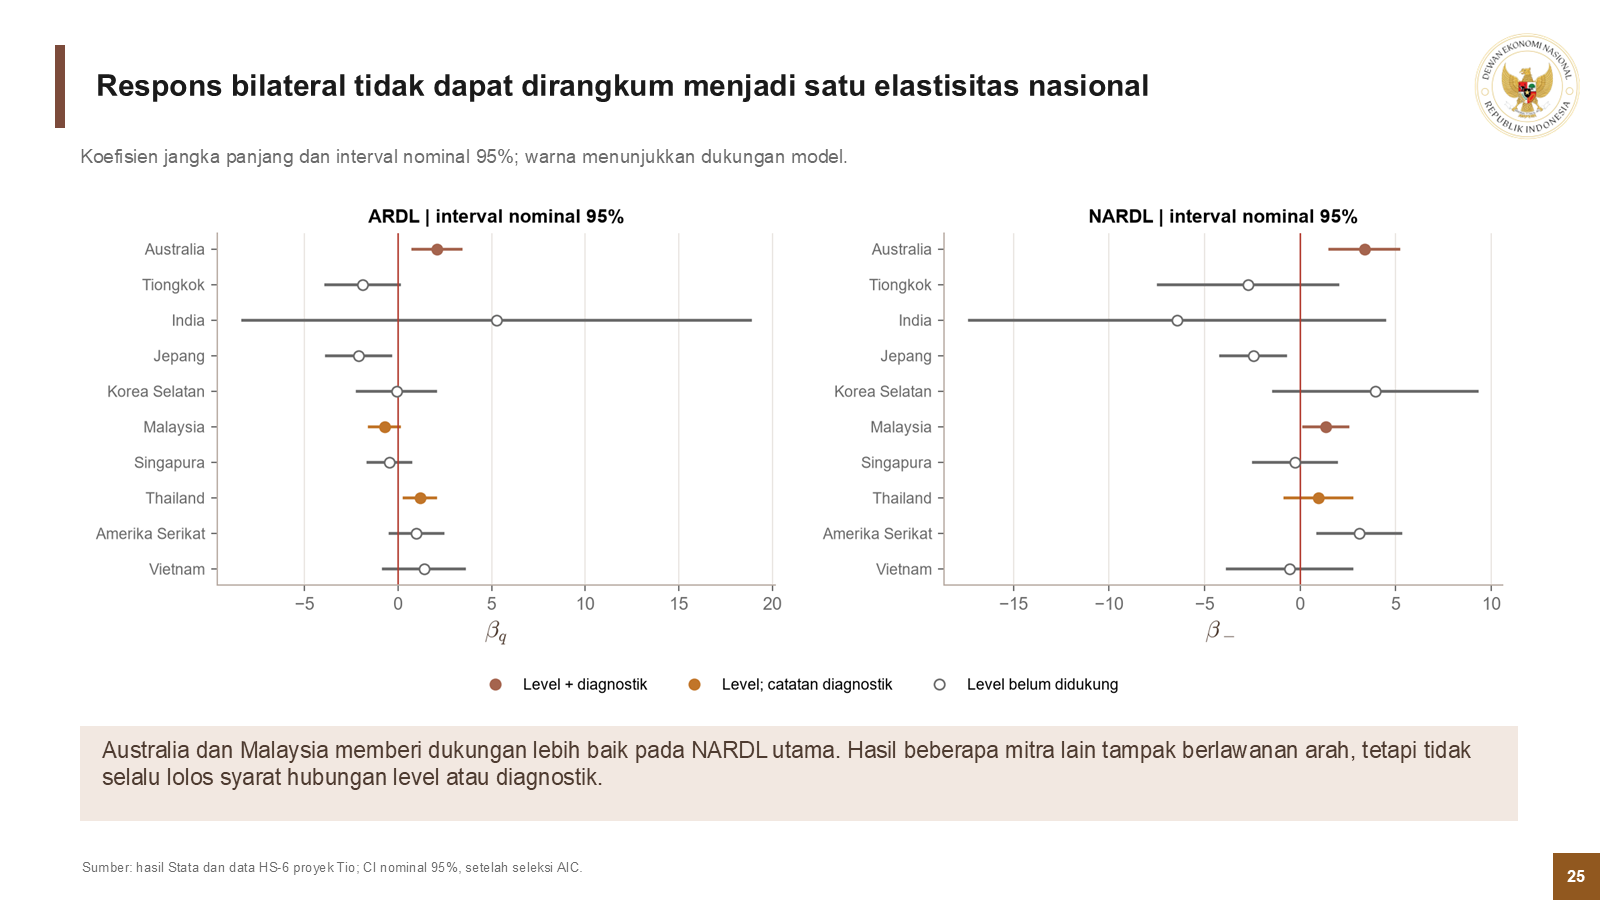 Respons bilateral tidak dapat dirangkum menjadi satu elastisitas nasional
DEWAN EKONOMI NASIONAL
REPUBLIK INDONESIA
Koefisien jangka panjang dan interval nominal 95%; warna menunjukkan dukungan model.
ARDL | interval nominal 95%
Australia
Tiongkok
India
Jepang
Korea Selatan
Malaysia
Singapura
Thailand
Amerika Serikat
Vietnam
−5 0 5 10 15 20
βq
NARDL | interval nominal 95%
Australia
Tiongkok
India
Jepang
Korea Selatan
Malaysia
Singapura
Thailand
Amerika Serikat
Vietnam
−15 −10 −5 0 5 10
β−
Level + diagnostik Level; catatan diagnostik Level belum didukung
Australia dan Malaysia memberi dukungan lebih baik pada NARDL utama. Hasil beberapa mitra lain tampak berlawanan arah, tetapi tidak
selalu lolos syarat hubungan level atau diagnostik.
Sumber: hasil Stata dan data HS-6 proyek Tio; CI nominal 95%, setelah seleksi AIC.
25